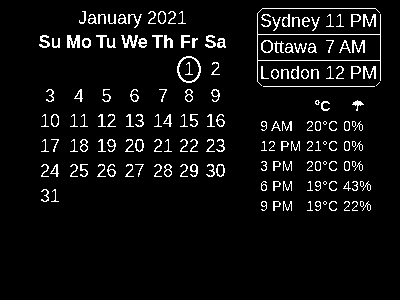 January 2021
Su Mo Tu We Th Fr Sa
1 2
3 4 5 6 7 8 9
10 11 12 13 14 15 16
17 18 19 20 21 22 23
24 25 26 27 28 29 30
31
Sydney 11 PM
Ottawa 7 AM
London 12 PM
°C
9 AM 20°C 0%
12 PM 21°C 0%
3 PM 20°C 0%
6 PM 19°C 43%
9 PM 19°C 22%